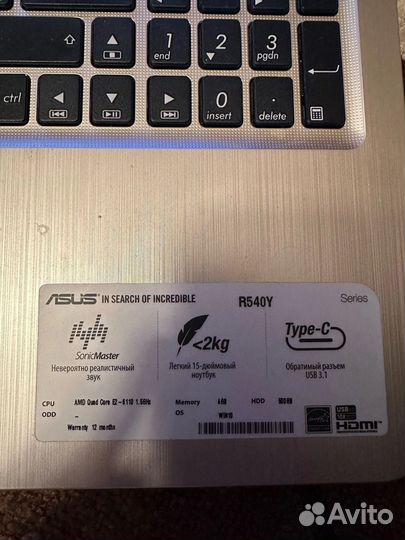 1
end
2
3
pgdn
ctrl
0
insert
.
delete
ASUS IN SEARCH OF INCREDIBLE
R540Y
Series
SonicMaster
Невероятно реалистичный
звук
<2kg
Легкий 15-дюймовый
ноутбук
Type-C
Обратимый разъем
USB 3.1
CPU AMD Quad Core E2-6110 1.5GHz
Memory 4GB
HDD 500GB
ODD –
OS WIN10
Warranty 12 months
USB
HDMI
Avito